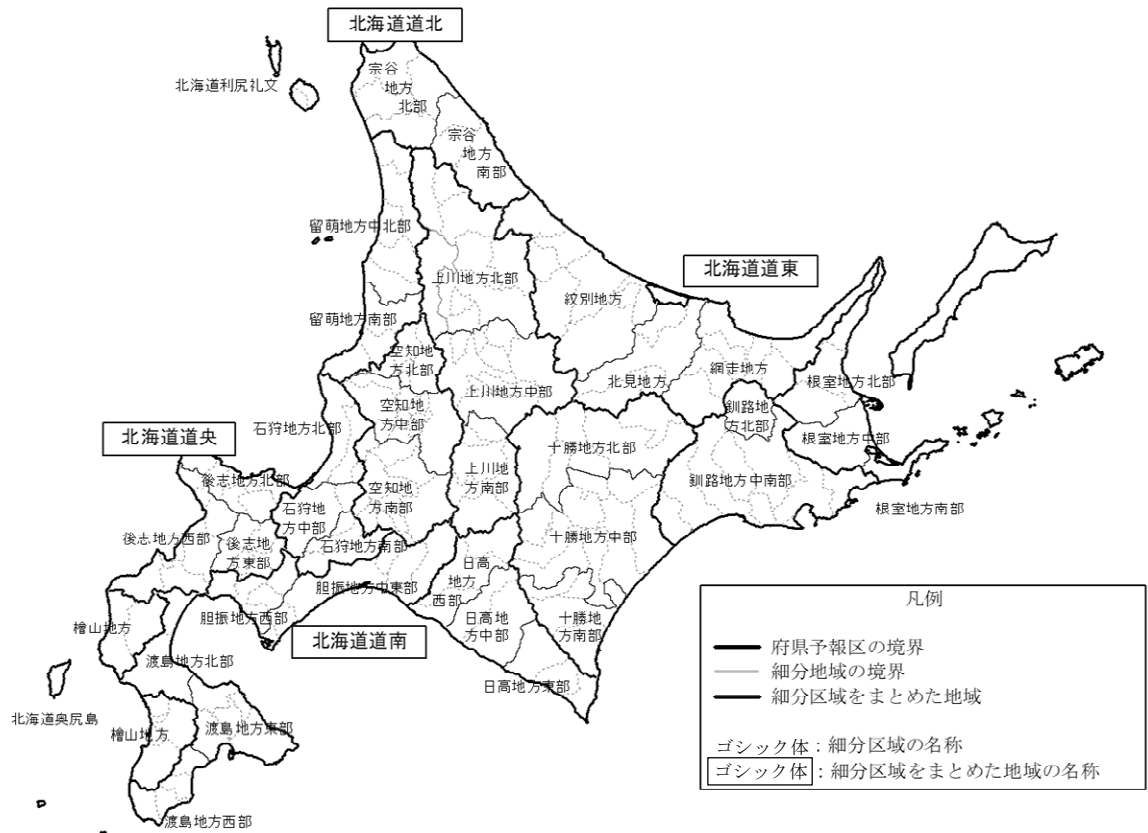 北海道道北
宗谷
地方
北部
北海道利尻礼文
宗谷
地方
南部
留萌地方中北部
北海道道東
上川地方北部
紋別地方
留萌地方南部
空知地
方北部
網走地方
北見地方
根室地方北部
上川地方中部
空知地
方中部
釧路地
方北部
石狩地方北部
北海道道央
根室地方中部
十勝地方北部
上川地
方南部
後志地方北部
空知地
方南部
釧路地方中南部
石狩地
方中部
根室地方南部
後志地方西部
後志地
方東部
石狩地方南部
十勝地方中部
日高
地方
西部
胆振地方中東部
胆振地方西部
日高地
方中部
十勝地
方南部
檜山地方
北海道道南
渡島地方北部
日高地方東部
北海道奥尻島
檜山地方
渡島地方東部
渡島地方西部
凡例
府県予報区の境界
細分地域の境界
細分区域をまとめた地域
ゴシック体：細分区域の名称
ゴシック体：細分区域をまとめた地域の名称